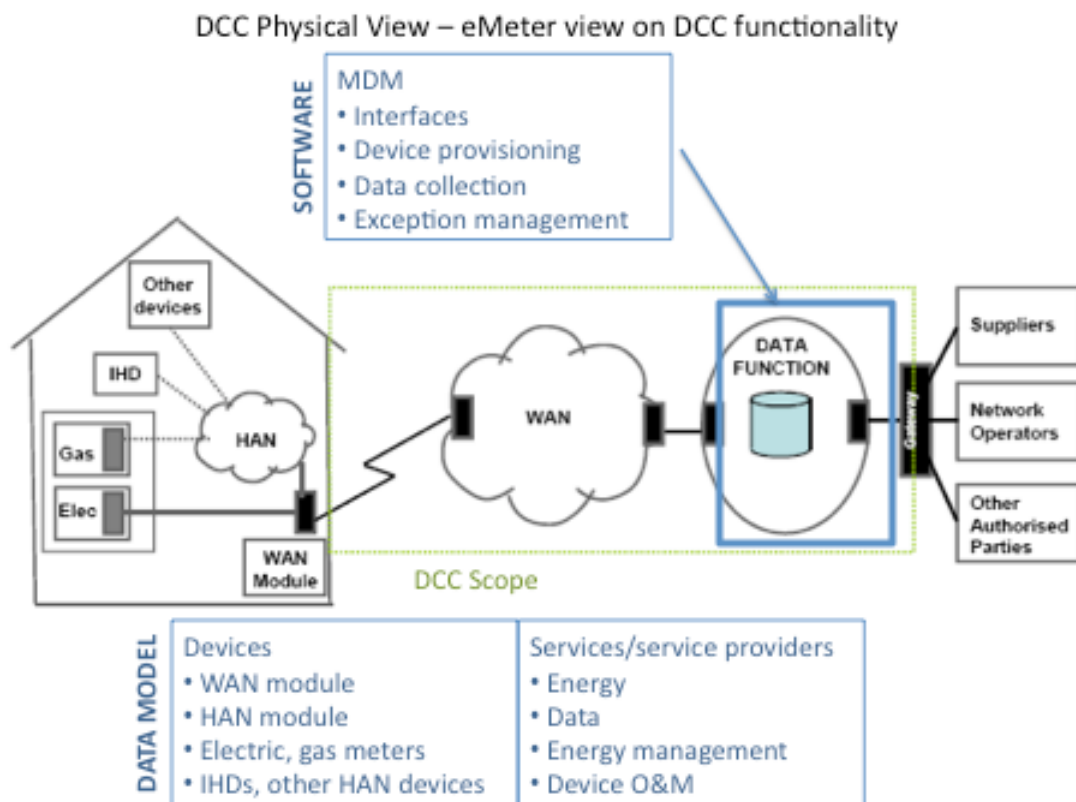 DCC Physical View – eMeter view on DCC functionality
SOFTWARE
MDM
• Interfaces
• Device provisioning
• Data collection
• Exception management
Other
devices
IHD
HAN
Gas
Elec
WAN
Module
WAN
DATA
FUNCTION
Gateway
Suppliers
Network
Operators
Other
Authorised
Parties
DCC Scope
DATA MODEL
Devices
• WAN module
• HAN module
• Electric, gas meters
• IHDs, other HAN devices
Services/service providers
• Energy
• Data
• Energy management
• Device O&M